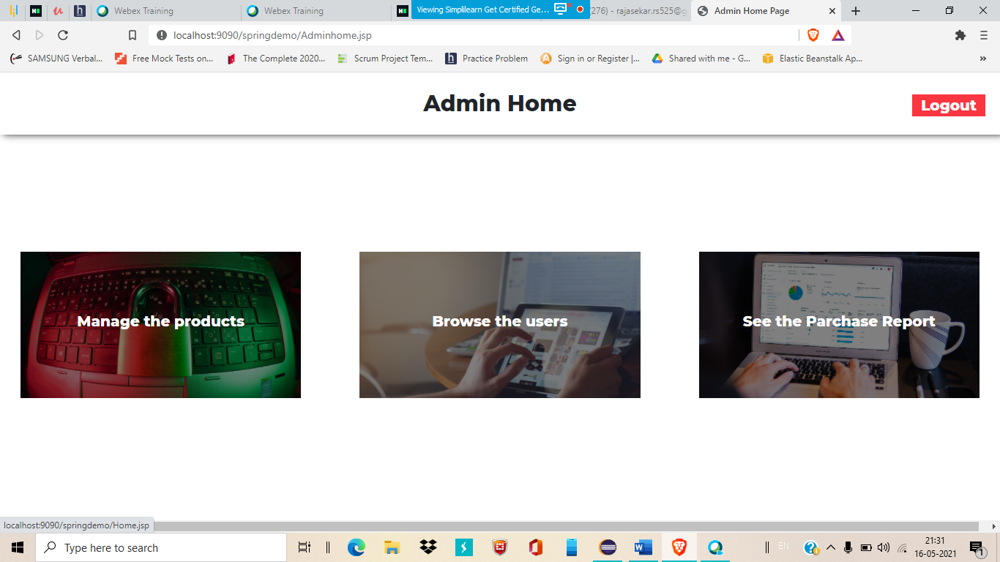 Webex Training
Webex Training
Viewing Simplilearn Get Certified Ge...
(276) - rajasekar.rs525@g
Admin Home Page
localhost:9090/springdemo/Adminhome.jsp
SAMSUNG Verbal...
Free Mock Tests on...
The Complete 2020...
Scrum Project Tem...
h
Practice Problem
Sign in or Register |...
Shared with me - G...
Elastic Beanstalk Ap...
Admin Home
Logout
Manage the products
Browse the users
See the Parchase Report
localhost:9090/springdemo/Home.jsp
Type here to search
EN
21:31
16-05-2021
1